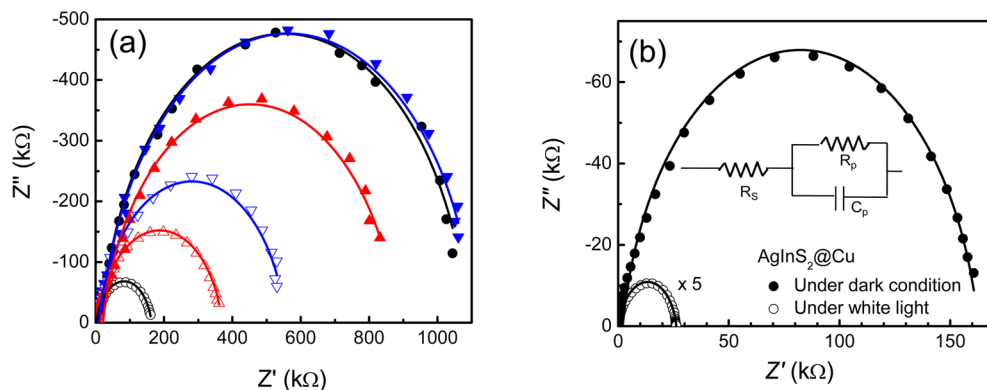 (a)
Z'' (kΩ)
-500
-400
-300
-200
-100
0
0 200 400 600 800 1000
Z' (kΩ)
(b)
Z'' (kΩ)
-60
-40
-20
0
0 50 100 150
Z' (kΩ)
R_S
R_p
C_p
AgInS₂@Cu
Under dark condition
x 5
Under white light